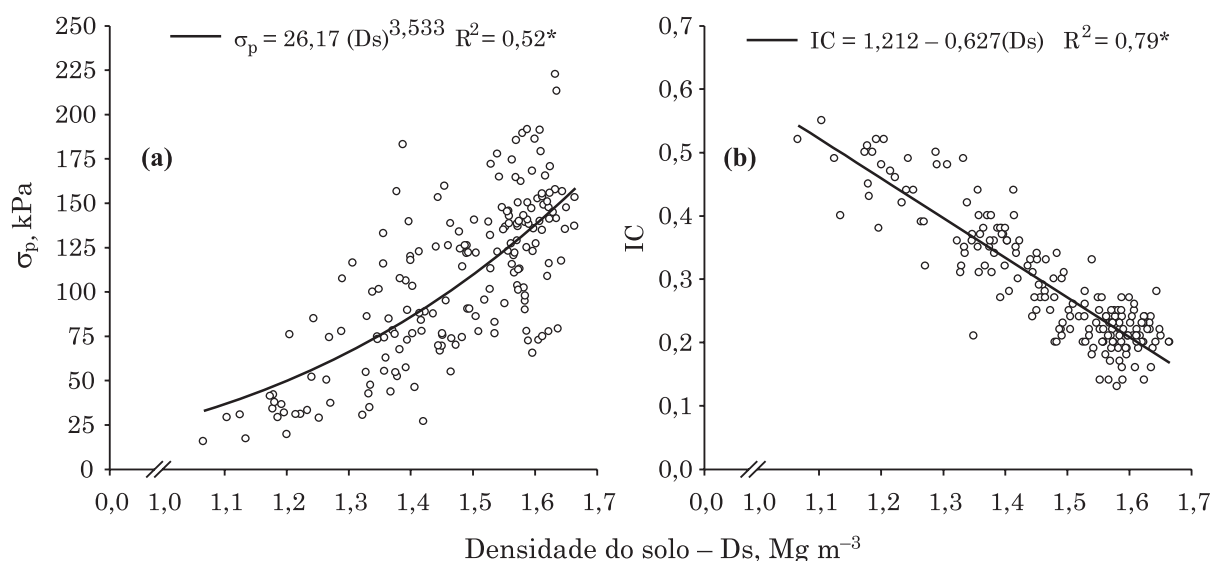 σp = 26,17 (Ds)^3,533 R² = 0,52*
250
225
200
175
150
125
100
75
50
25
0
(a)
σp, kPa
0,0 1,0 1,1 1,2 1,3 1,4 1,5 1,6 1,7
IC = 1,212 – 0,627(Ds) R² = 0,79*
0,7
0,6
0,5
0,4
0,3
0,2
0,1
0,0
(b)
IC
0,0 1,0 1,1 1,2 1,3 1,4 1,5 1,6 1,7
Densidade do solo – Ds, Mg m⁻³